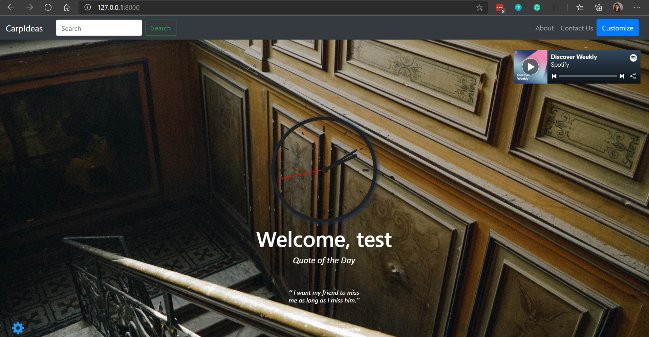 127.0.0.1:8000
CarpIdeas
Search
Search
About
Contact Us
Customize
Discover Weekly
Spotify
Welcome, test
Quote of the Day
“ I want my friend to miss
me as long as I miss him.”